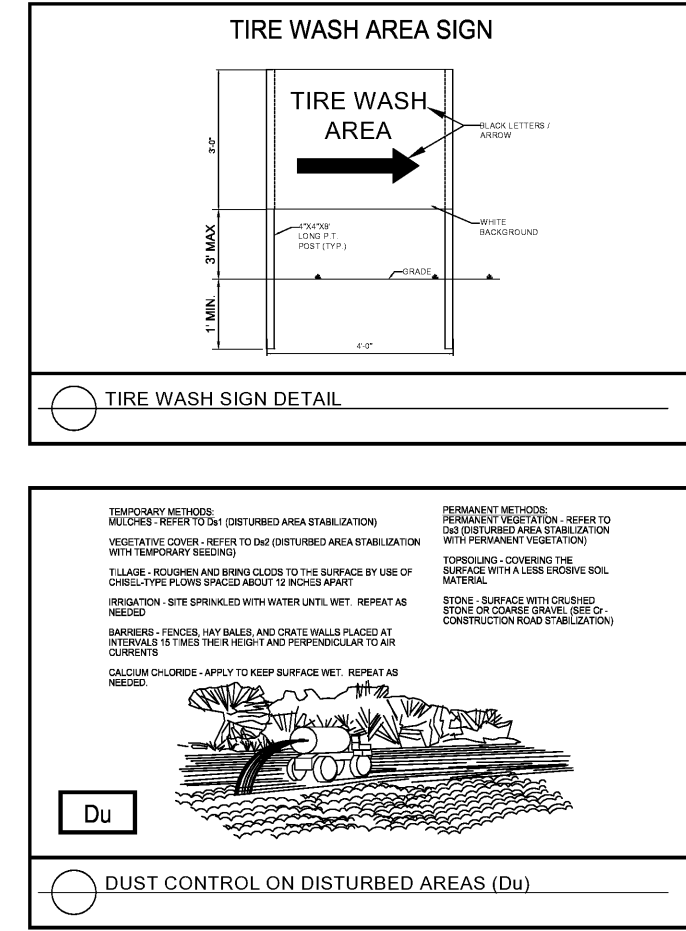 TIRE WASH AREA SIGN
TIRE WASH
AREA
BLACK LETTERS /
ARROW
3'-0"
WHITE
BACKGROUND
4"X4"X8'
LONG P.T.
POST (TYP.)
3' MAX
GRADE
1' MIN.
4'-0"
TIRE WASH SIGN DETAIL
TEMPORARY METHODS:
MULCHES - REFER TO Ds1 (DISTURBED AREA STABILIZATION)
VEGETATIVE COVER - REFER TO Ds2 (DISTURBED AREA STABILIZATION
WITH TEMPORARY SEEDING)
TILLAGE - ROUGHEN AND BRING CLODS TO THE SURFACE BY USE OF
CHISEL-TYPE PLOWS SPACED ABOUT 12 INCHES APART
IRRIGATION - SITE SPRINKLED WITH WATER UNTIL WET. REPEAT AS
NEEDED
BARRIERS - FENCES, HAY BALES, AND CRATE WALLS PLACED AT
INTERVALS 15 TIMES THEIR HEIGHT AND PERPENDICULAR TO AIR
CURRENTS
CALCIUM CHLORIDE - APPLY TO KEEP SURFACE WET. REPEAT AS
NEEDED.
PERMANENT METHODS:
PERMANENT VEGETATION - REFER TO
Ds3 (DISTURBED AREA STABILIZATION
WITH PERMANENT VEGETATION)
TOPSOILING - COVERING THE
SURFACE WITH A LESS EROSIVE SOIL
MATERIAL
STONE - SURFACE WITH CRUSHED
STONE OR COARSE GRAVEL (SEE Cr -
CONSTRUCTION ROAD STABILIZATION)
Du
DUST CONTROL ON DISTURBED AREAS (Du)